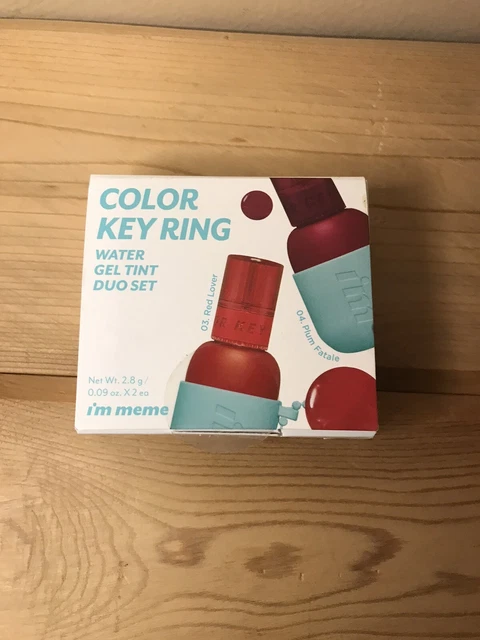 COLOR
KEY RING
WATER
GEL TINT
DUO SET
03. Red Lover
04. Plum Fatale
Net Wt. 2.8 g /
0.09 oz. X 2 ea
i'm meme